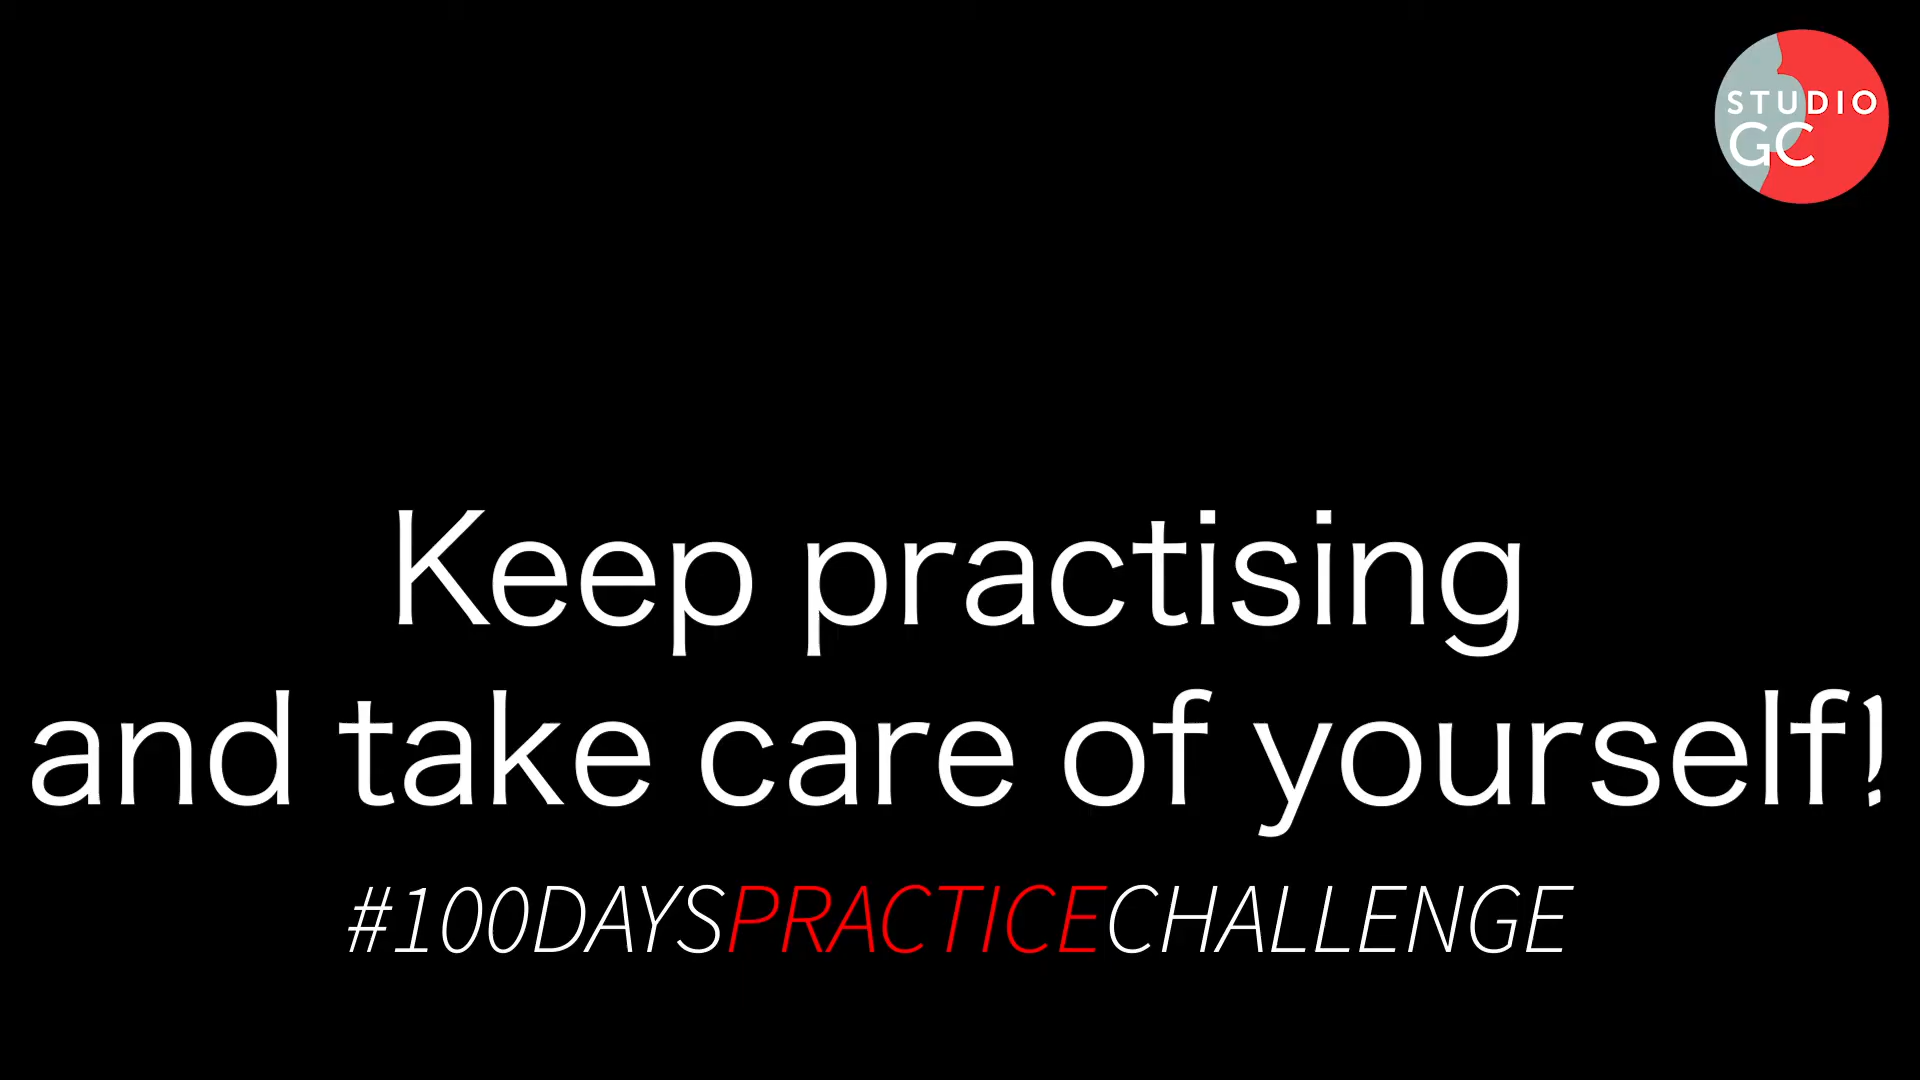 STUDIO
GC
Keep practising
and take care of yourself!
#100DAYSPRACTICECHALLENGE